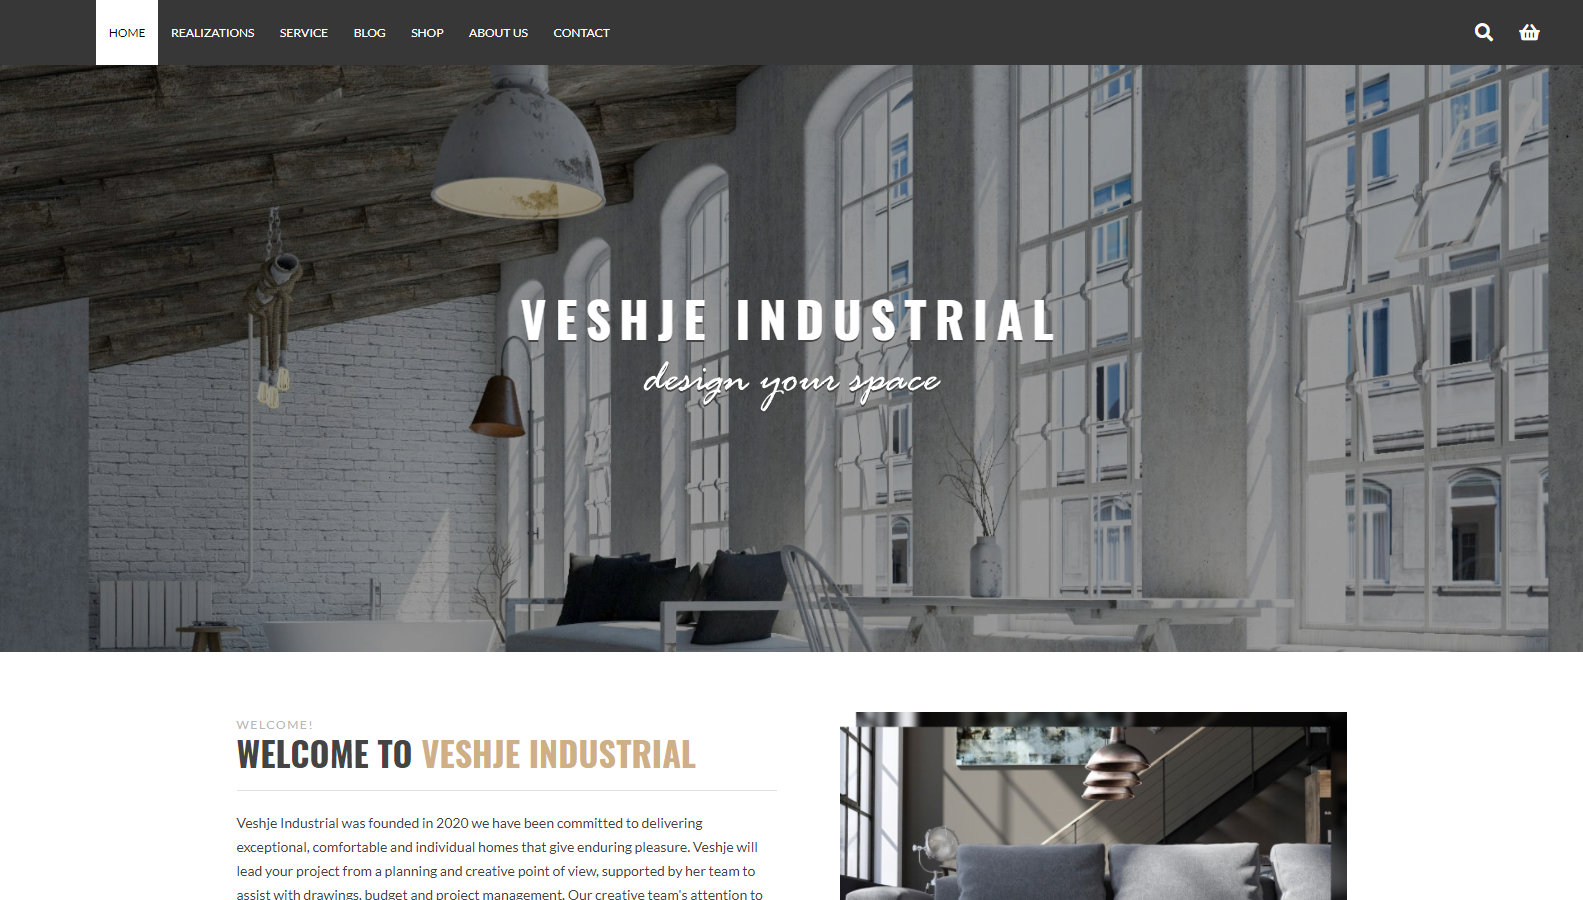 HOME REALIZATIONS SERVICE BLOG SHOP ABOUT US CONTACT
VESHJE INDUSTRIAL
design your space
WELCOME!
WELCOME TO VESHJE INDUSTRIAL
Veshje Industrial was founded in 2020 we have been committed to delivering
exceptional, comfortable and individual homes that give enduring pleasure. Veshje will
lead your project from a planning and creative point of view, supported by her team to
assist with drawings, budget and project management. Our creative team's attention to